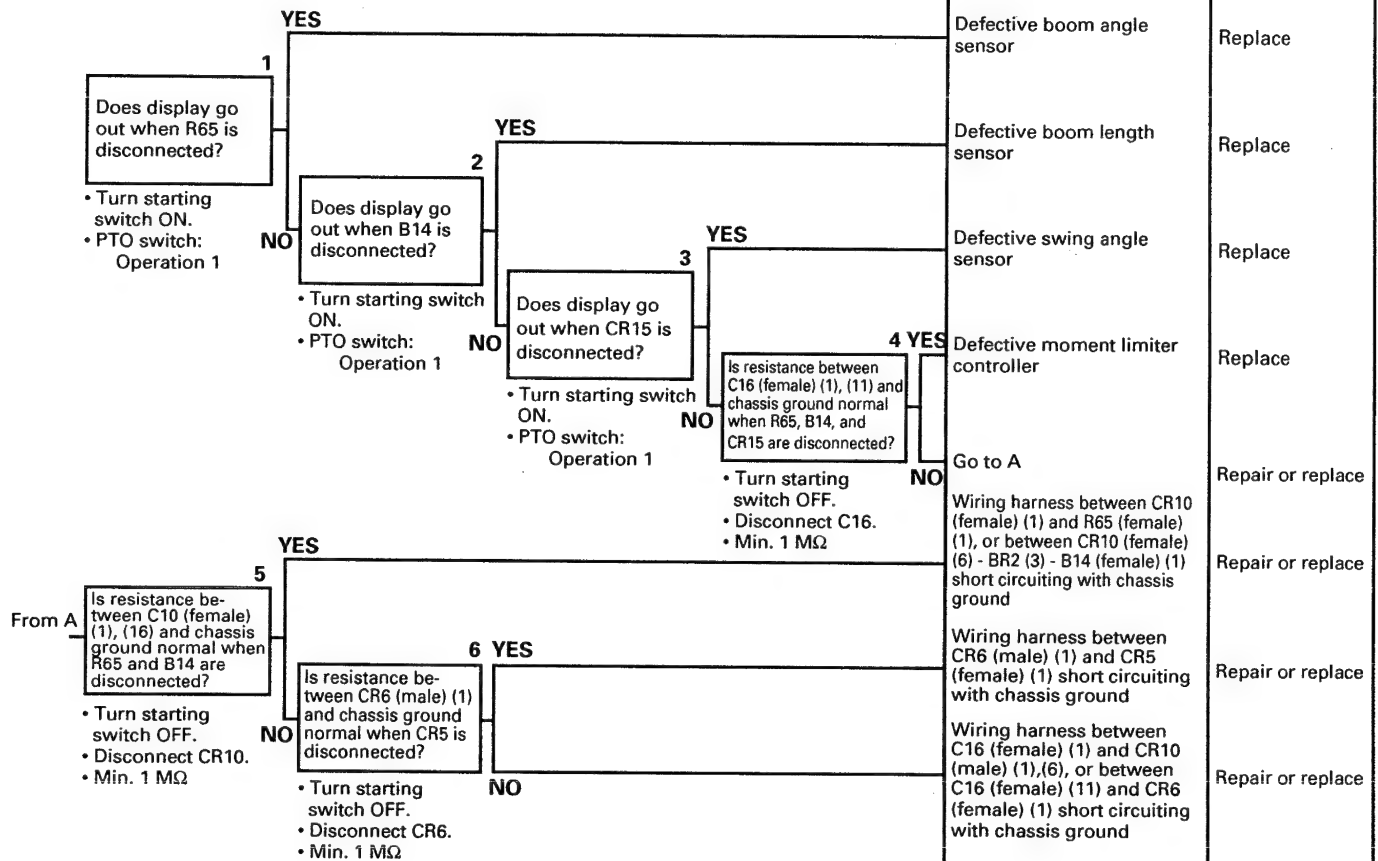 YES
1
Does display go
out when R65 is
disconnected?
• Turn starting
switch ON.
• PTO switch:
Operation 1
NO
YES
2
Does display go
out when B14 is
disconnected?
• Turn starting switch
ON.
• PTO switch:
Operation 1
NO
YES
3
Does display go
out when CR15 is
disconnected?
• Turn starting switch
ON.
• PTO switch:
Operation 1
NO
4 YES
Is resistance between
C16 (female) (1), (11) and
chassis ground normal
when R65, B14, and
CR15 are disconnected?
• Turn starting
switch OFF.
• Disconnect C16.
• Min. 1 MΩ
NO
Defective boom angle
sensor
Replace
Defective boom length
sensor
Replace
Defective swing angle
sensor
Replace
Defective moment limiter
controller
Replace
Go to A
Repair or replace
From A
YES
5
Is resistance be-
tween C10 (female)
(1), (16) and chassis
ground normal when
R65 and B14 are
disconnected?
• Turn starting
switch OFF.
• Disconnect CR10.
• Min. 1 MΩ
NO
6 YES
Is resistance be-
tween CR6 (male) (1)
and chassis ground
normal when CR5 is
disconnected?
• Turn starting
switch OFF.
• Disconnect CR6.
• Min. 1 MΩ
NO
Wiring harness between CR10
(female) (1) and R65 (female)
(1), or between CR10 (female)
(6) - BR2 (3) - B14 (female) (1)
short circuiting with chassis
ground
Repair or replace
Wiring harness between
CR6 (male) (1) and CR5
(female) (1) short circuiting
with chassis ground
Repair or replace
Wiring harness between
C16 (female) (1) and CR10
(male) (1),(6), or between
C16 (female) (11) and CR6
(female) (1) short circuiting
with chassis ground
Repair or replace